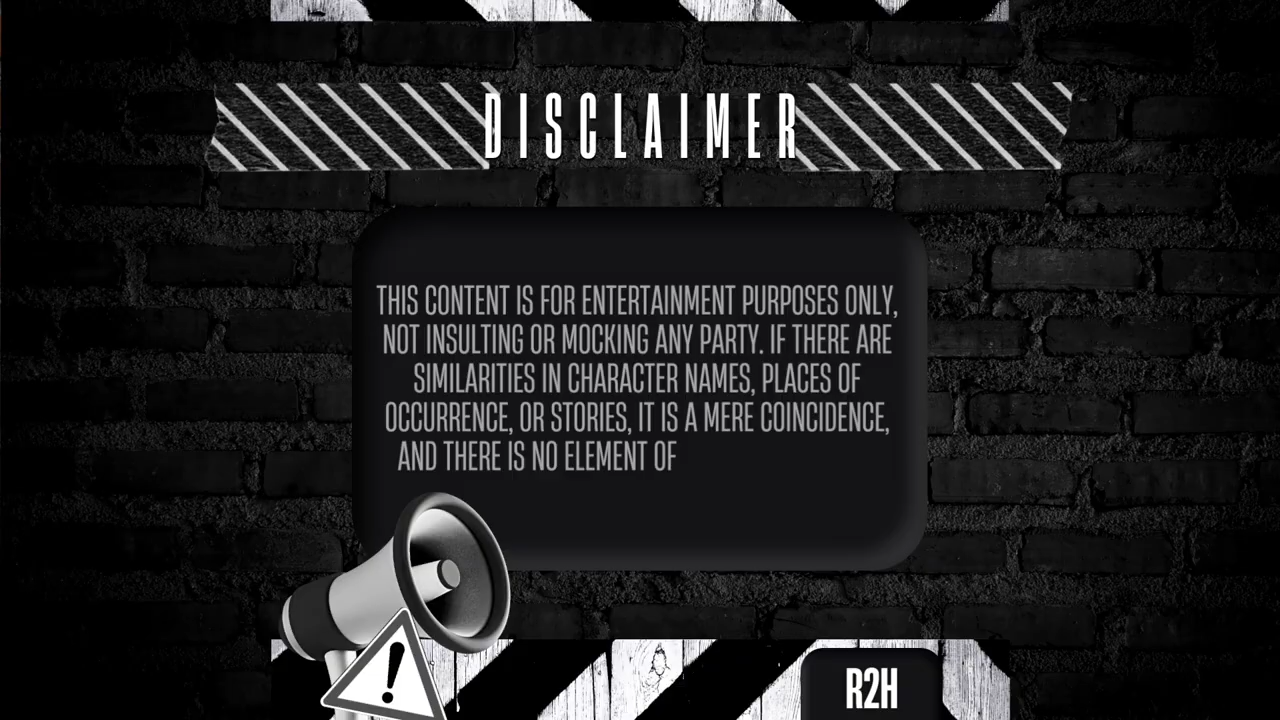 DISCLAIMER
THIS CONTENT IS FOR ENTERTAINMENT PURPOSES ONLY,
NOT INSULTING OR MOCKING ANY PARTY. IF THERE ARE
SIMILARITIES IN CHARACTER NAMES, PLACES OF
OCCURRENCE, OR STORIES, IT IS A MERE COINCIDENCE,
AND THERE IS NO ELEMENT OF
!
R2H